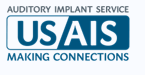 AUDITORY IMPLANT SERVICE
USAIS
MAKING CONNECTIONS